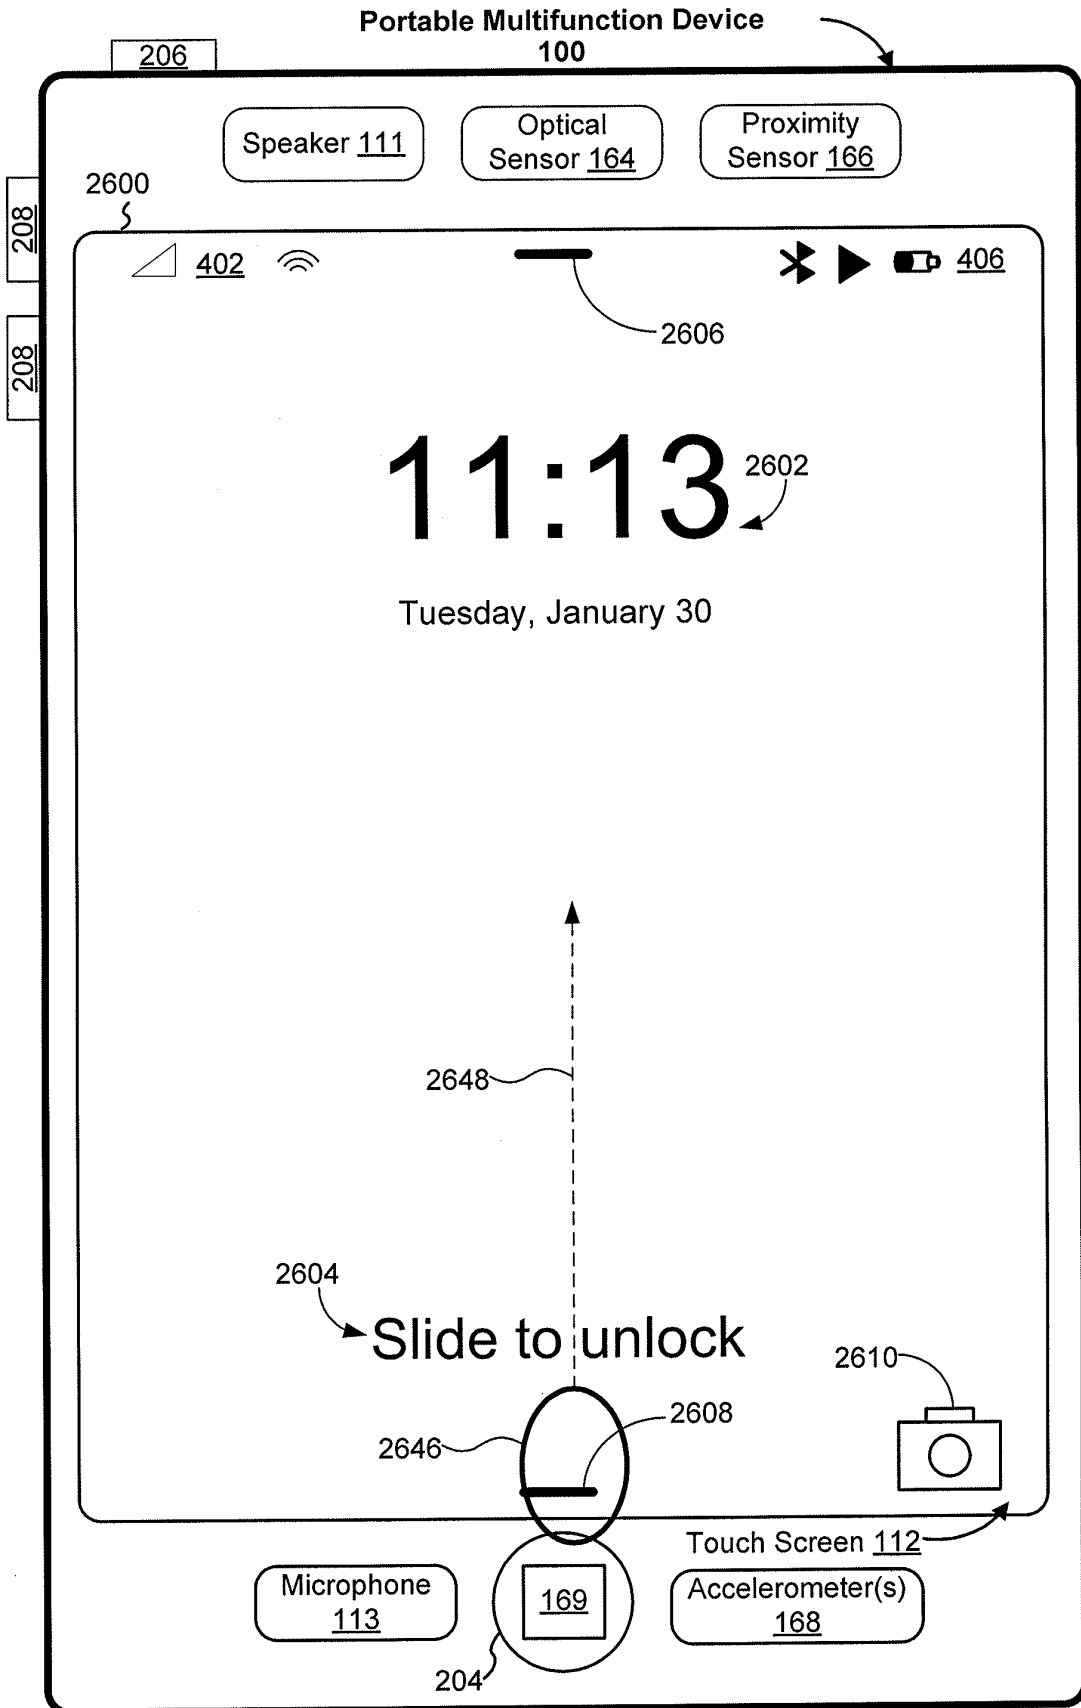 Portable Multifunction Device
100
206
Speaker 111
Optical
Sensor 164
Proximity
Sensor 166
2600
208
402
406
2606
208
11:13
2602
Tuesday, January 30
2648
2604
Slide to unlock
2610
2608
2646
Touch Screen 112
Microphone
113
169
Accelerometer(s)
168
204